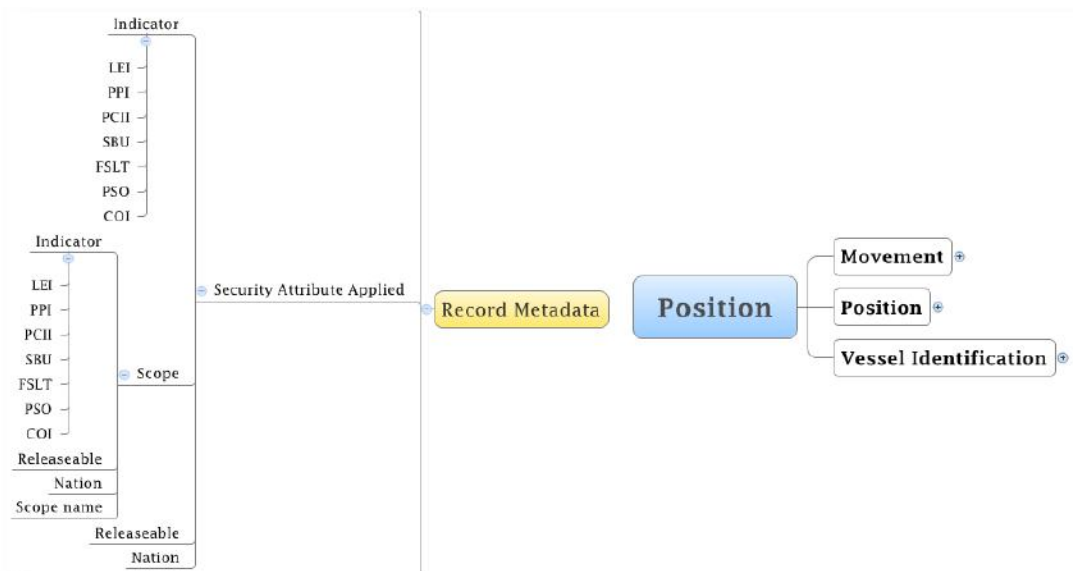 Indicator
LEI
PPI
PCII
SBU
FSLT
PSO
COI
Indicator
LEI
PPI
PCII
SBU
FSLT
PSO
COI
Releaseable
Nation
Scope name
Scope
Releaseable
Nation
Security Attribute Applied
Record Metadata
Position
Movement
Position
Vessel Identification